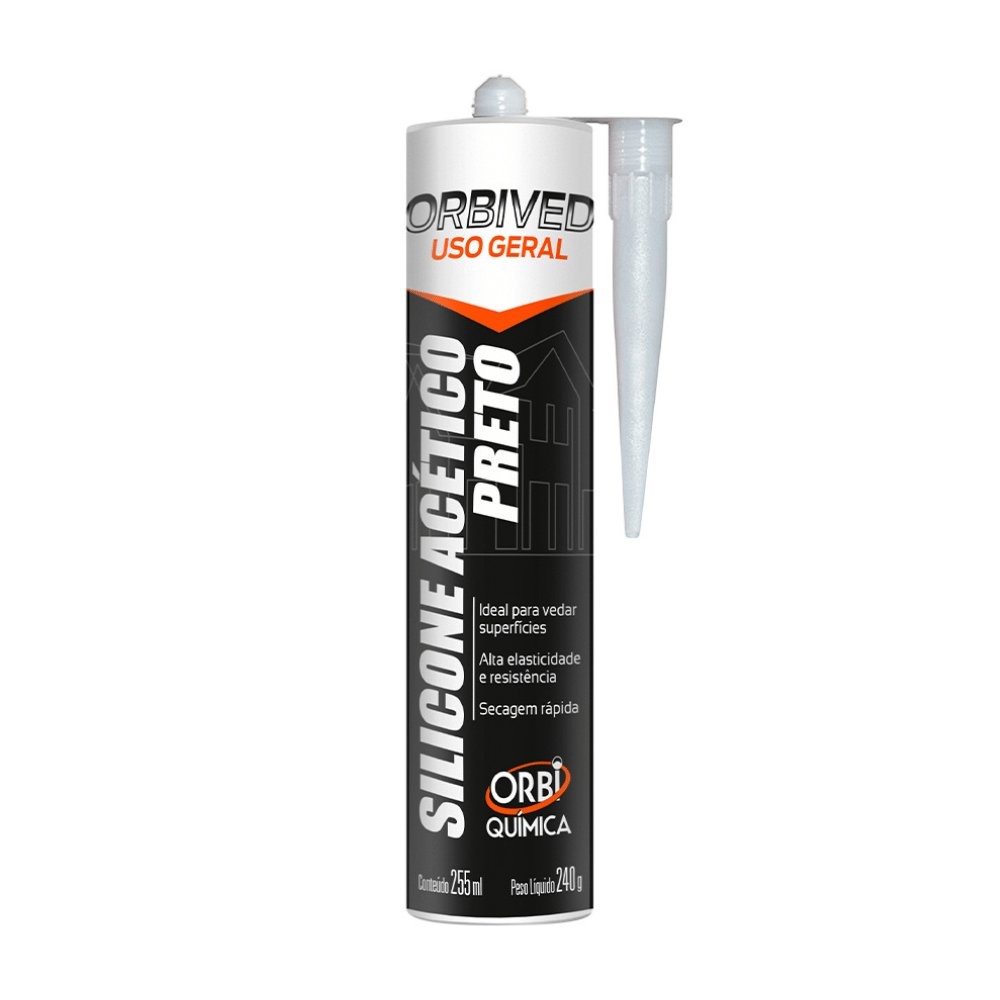 ORBIVED
USO GERAL
SILICONE ACÉTICO
PRETO
Ideal para vedar
superfícies
Alta elasticidade
e resistência
Secagem rápida
ORBI
QUÍMICA
Conteúdo 255 ml
Peso Líquido 240 g